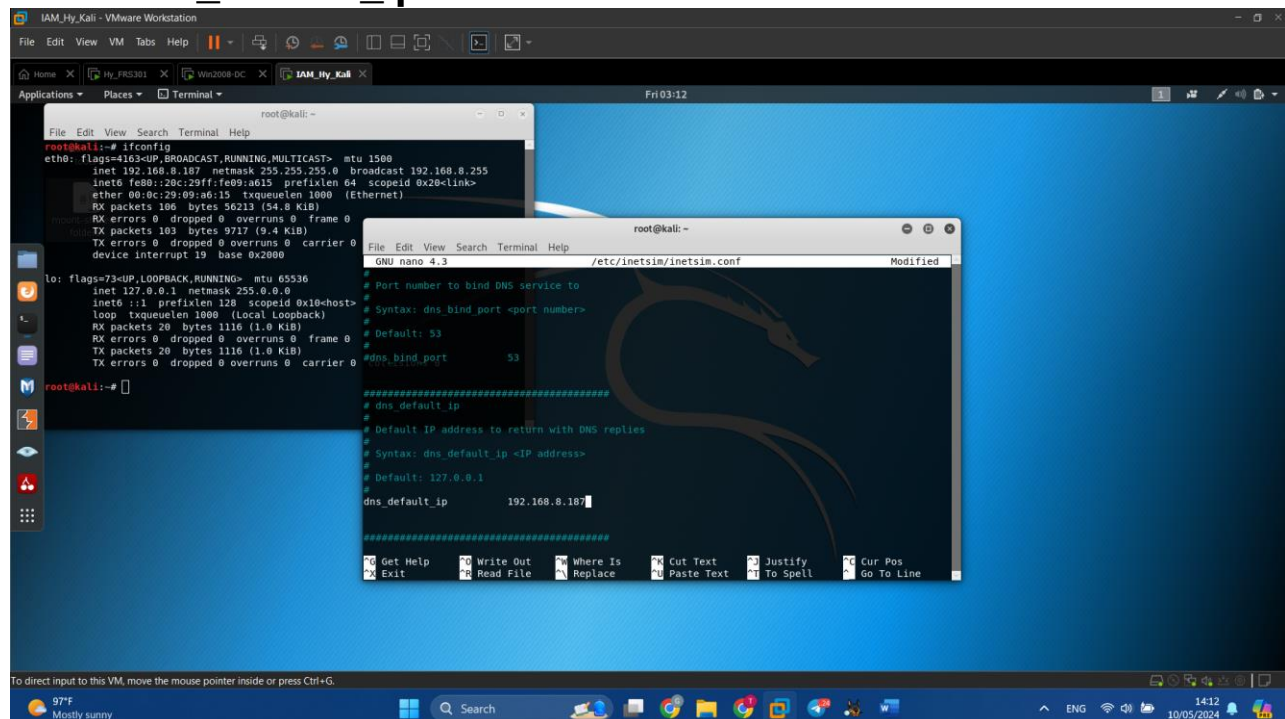 IAM_Hy_Kali - VMware Workstation
File Edit View VM Tabs Help
Home Hy_FRS301 Win2008-DC IAM_Hy_Kali
Applications Places Terminal Fri 03:12 1
root@kali: ~
File Edit View Search Terminal Help
root@kali:~# ifconfig
eth0: flags=4163<UP,BROADCAST,RUNNING,MULTICAST> mtu 1500
inet 192.168.8.187 netmask 255.255.255.0 broadcast 192.168.8.255
inet6 fe80::20c:29ff:fe09:a615 prefixlen 64 scopeid 0x20<link>
ether 00:0c:29:09:a6:15 txqueuelen 1000 (Ethernet)
RX packets 106 bytes 56213 (54.8 KiB)
RX errors 0 dropped 0 overruns 0 frame 0
TX packets 103 bytes 9717 (9.4 KiB)
TX errors 0 dropped 0 overruns 0 carrier 0
device interrupt 19 base 0x2000
lo: flags=73<UP,LOOPBACK,RUNNING> mtu 65536
inet 127.0.0.1 netmask 255.0.0.0
inet6 ::1 prefixlen 128 scopeid 0x10<host>
loop txqueuelen 1000 (Local Loopback)
RX packets 20 bytes 1116 (1.0 KiB)
RX errors 0 dropped 0 overruns 0 frame 0
TX packets 20 bytes 1116 (1.0 KiB)
TX errors 0 dropped 0 overruns 0 carrier 0
root@kali:~#
root@kali: ~
File Edit View Search Terminal Help
GNU nano 4.3 /etc/inetsim/inetsim.conf Modified
#
# Port number to bind DNS service to
#
# Syntax: dns_bind_port <port number>
#
# Default: 53
#
#dns_bind_port 53
#########################################
# dns_default_ip
#
# Default IP address to return with DNS replies
#
# Syntax: dns_default_ip <IP address>
#
# Default: 127.0.0.1
#
dns_default_ip 192.168.8.187
#########################################
^G Get Help ^O Write Out ^W Where Is ^K Cut Text ^J Justify ^C Cur Pos
^X Exit ^R Read File ^\ Replace ^U Paste Text ^T To Spell ^_ Go To Line
To direct input to this VM, move the mouse pointer inside or press Ctrl+G.
97°F
Mostly sunny
Search
ENG
14:12
10/05/2024